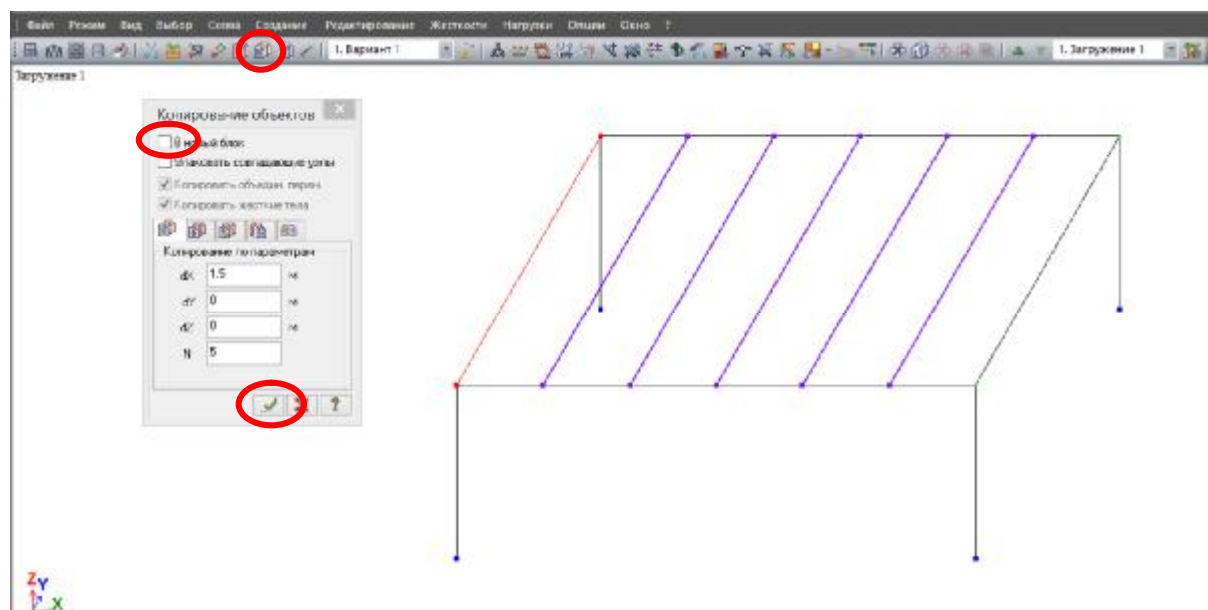 Файл Режим Вид Выбор Схема Создание Редактирование Жесткости Нагрузки Опции Окно ?
1. Вариант 1 1. Загружение 1
Загружение 1
Копирование объектов
В новый блок
Упаковать совпадающие узлы
Копировать объедин. перем.
Копировать жесткие тела
Копирование по параметрам
dX 1.5 м
dY 0 м
dZ 0 м
N 5
?
Z
Y
X